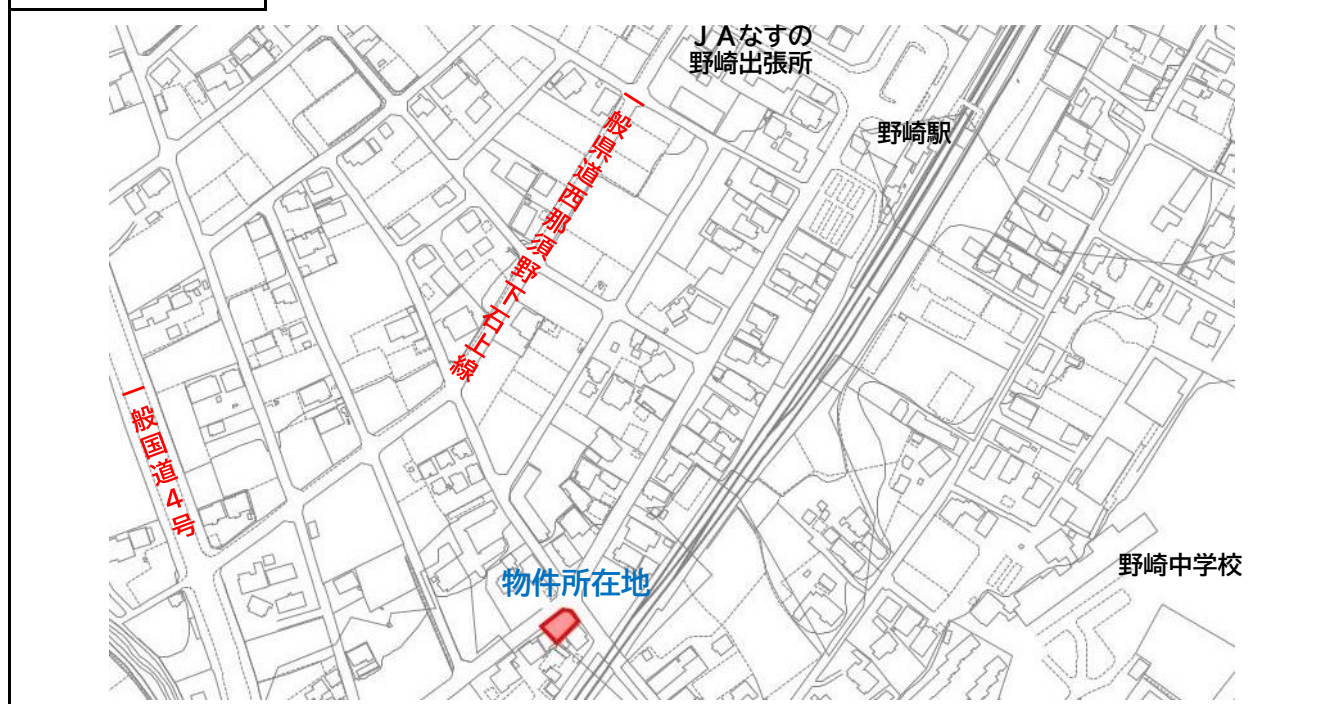 ＪＡなすの
野崎出張所
野崎駅
一般県道西那須野下石上線
一般国道4号
物件所在地
野崎中学校